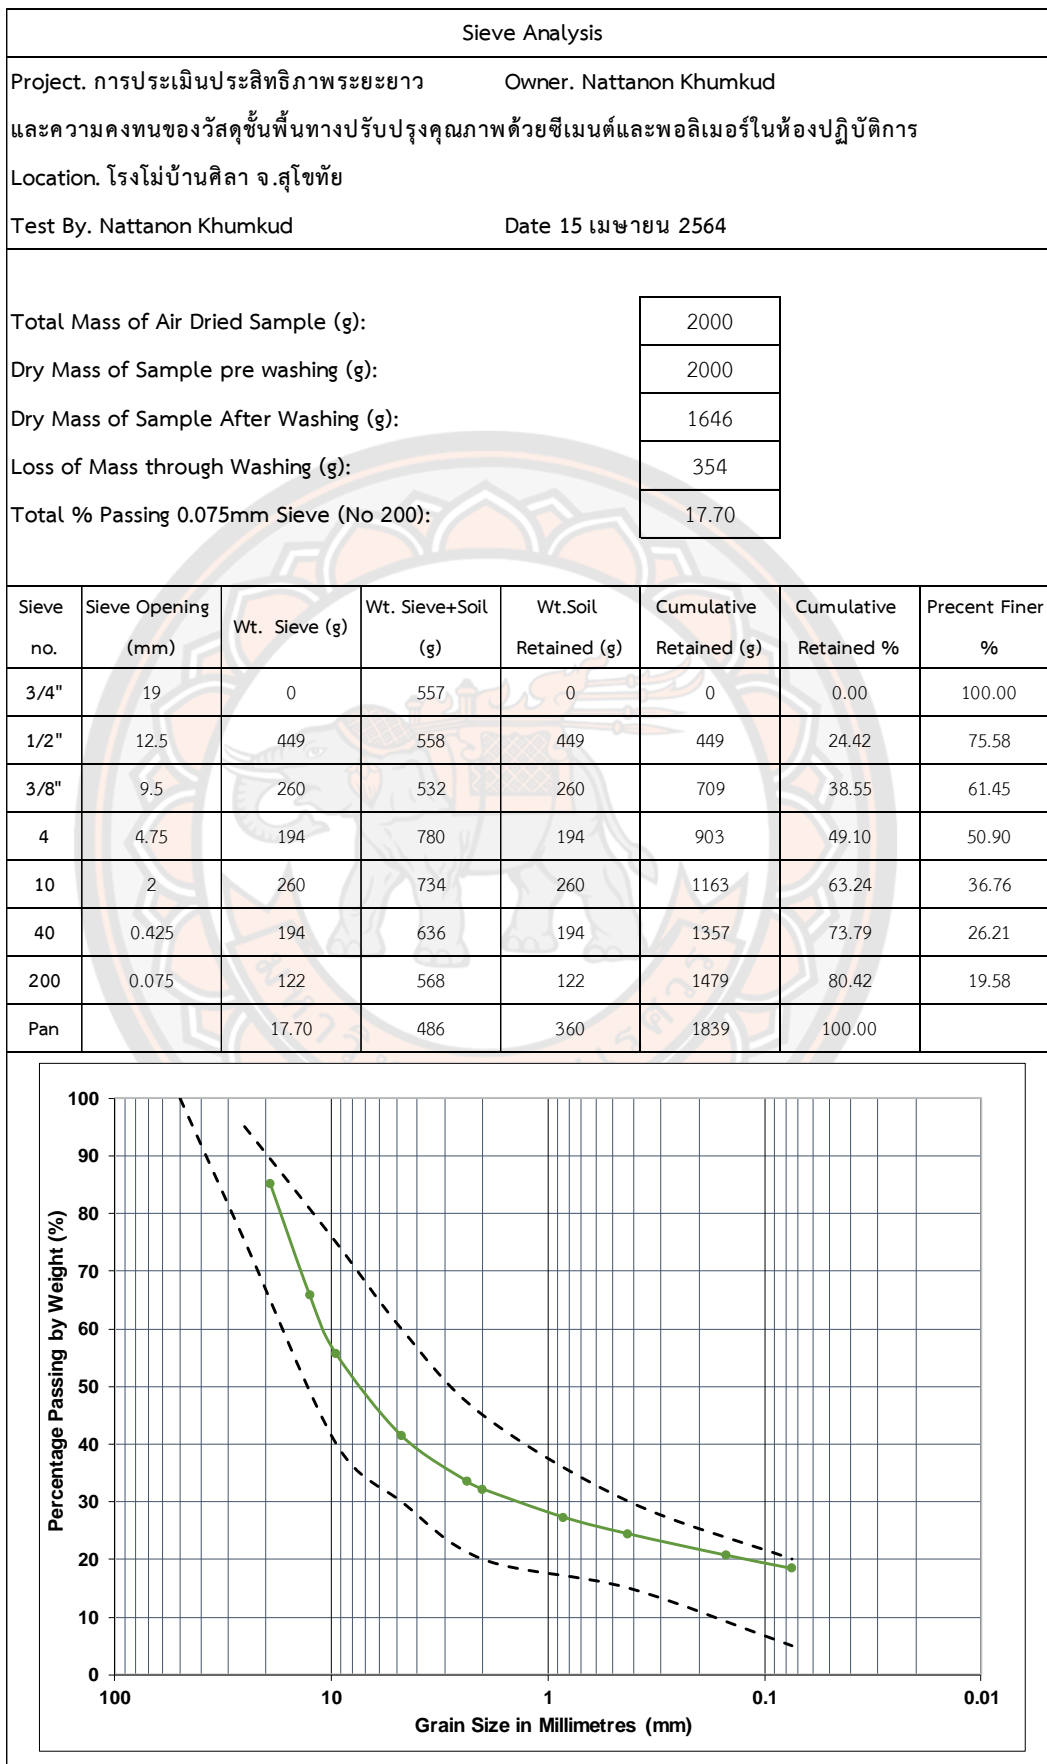 Sieve Analysis
Project. การประเมินประสิทธิภาพระยะยาว Owner. Nattanon Khumkud
และความคงทนของวัสดุชั้นพื้นทางปรับปรุงคุณภาพด้วยซีเมนต์และพอลิเมอร์ในห้องปฏิบัติการ
Location. โรงโม่บ้านศิลา จ.สุโขทัย
Test By. Nattanon Khumkud Date 15 เมษายน 2564
Total Mass of Air Dried Sample (g): 2000
Dry Mass of Sample pre washing (g): 2000
Dry Mass of Sample After Washing (g): 1646
Loss of Mass through Washing (g): 354
Total % Passing 0.075mm Sieve (No 200): 17.70
Sieve no. Sieve Opening (mm) Wt. Sieve (g) Wt. Sieve+Soil (g) Wt.Soil Retained (g) Cumulative Retained (g) Cumulative Retained % Precent Finer %
3/4" 19 0 557 0 0 0.00 100.00
1/2" 12.5 449 558 449 449 24.42 75.58
3/8" 9.5 260 532 260 709 38.55 61.45
4 4.75 194 780 194 903 49.10 50.90
10 2 260 734 260 1163 63.24 36.76
40 0.425 194 636 194 1357 73.79 26.21
200 0.075 122 568 122 1479 80.42 19.58
Pan 17.70 486 360 1839 100.00
Percentage Passing by Weight (%)
100
90
80
70
60
50
40
30
20
10
0
100 10 1 0.1 0.01
Grain Size in Millimetres (mm)